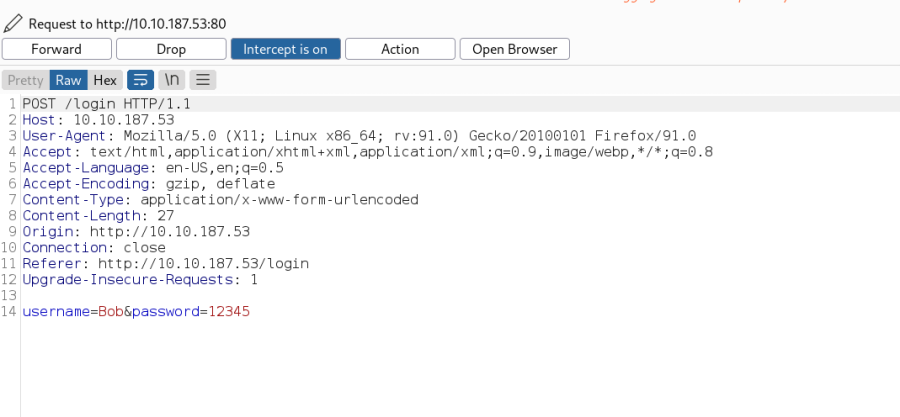 Request to http://10.10.187.53:80
Forward Drop Intercept is on Action Open Browser
Pretty Raw Hex \n
1 POST /login HTTP/1.1
2 Host: 10.10.187.53
3 User-Agent: Mozilla/5.0 (X11; Linux x86_64; rv:91.0) Gecko/20100101 Firefox/91.0
4 Accept: text/html,application/xhtml+xml,application/xml;q=0.9,image/webp,*/*;q=0.8
5 Accept-Language: en-US,en;q=0.5
6 Accept-Encoding: gzip, deflate
7 Content-Type: application/x-www-form-urlencoded
8 Content-Length: 27
9 Origin: http://10.10.187.53
10 Connection: close
11 Referer: http://10.10.187.53/login
12 Upgrade-Insecure-Requests: 1
13
14 username=Bob&password=12345